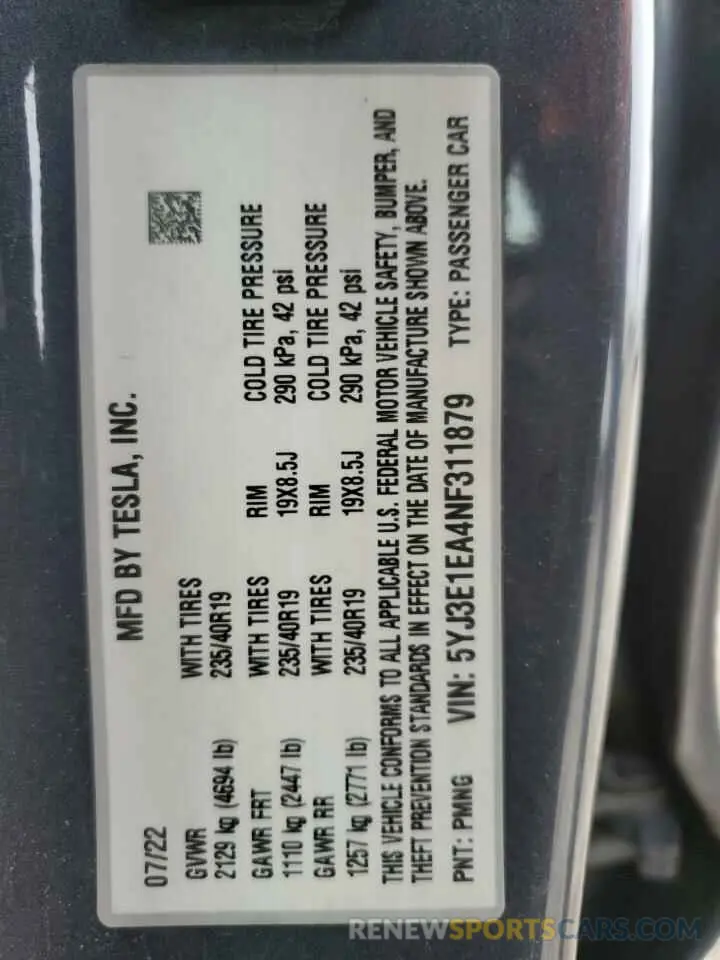 MFD BY TESLA, INC.
07/22
GVWR WITH TIRES
2129 kg (4694 lb) 235/40R19
GAWR FRT WITH TIRES RIM COLD TIRE PRESSURE
1110 kg (2447 lb) 235/40R19 19X8.5J 290 kPa, 42 psi
GAWR RR WITH TIRES RIM COLD TIRE PRESSURE
1257 kg (2771 lb) 235/40R19 19X8.5J 290 kPa, 42 psi
THIS VEHICLE CONFORMS TO ALL APPLICABLE U.S. FEDERAL MOTOR VEHICLE SAFETY, BUMPER, AND
THEFT PREVENTION STANDARDS IN EFFECT ON THE DATE OF MANUFACTURE SHOWN ABOVE.
PNT: PMNG VIN: 5YJ3E1EA4NF311879 TYPE: PASSENGER CAR
RENEWSPORTSCARS.COM